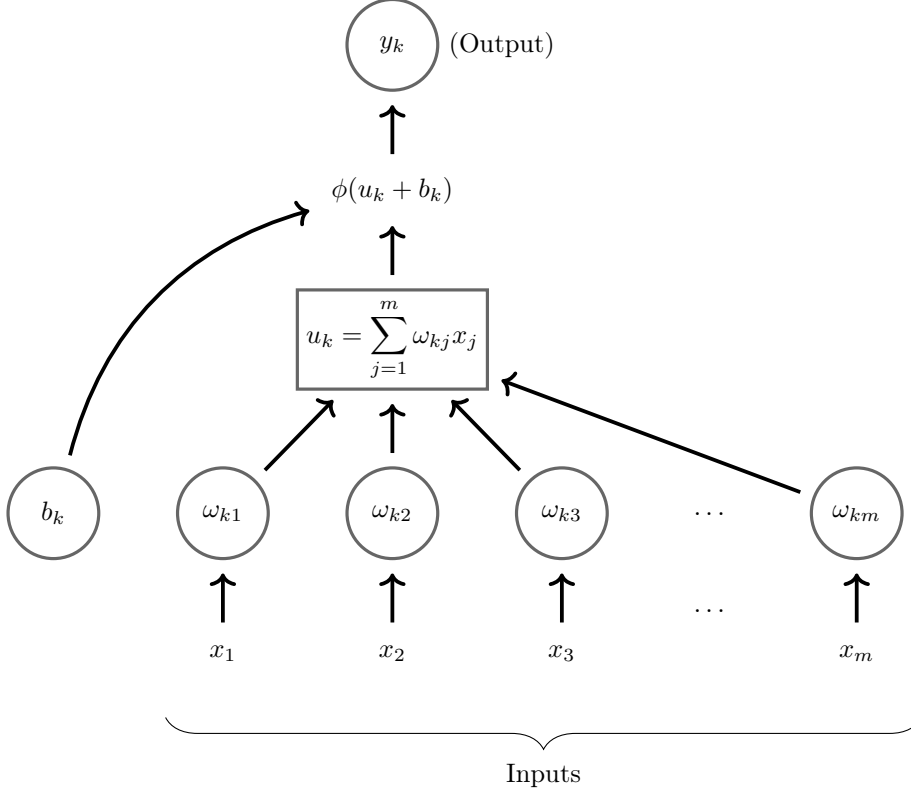 y_k (Output)
ϕ(u_k + b_k)
u_k = \sum_{j=1}^{m} ω_{kj} x_j
b_k ω_{k1} ω_{k2} ω_{k3} ... ω_{km}
...
x_1 x_2 x_3 x_m
Inputs